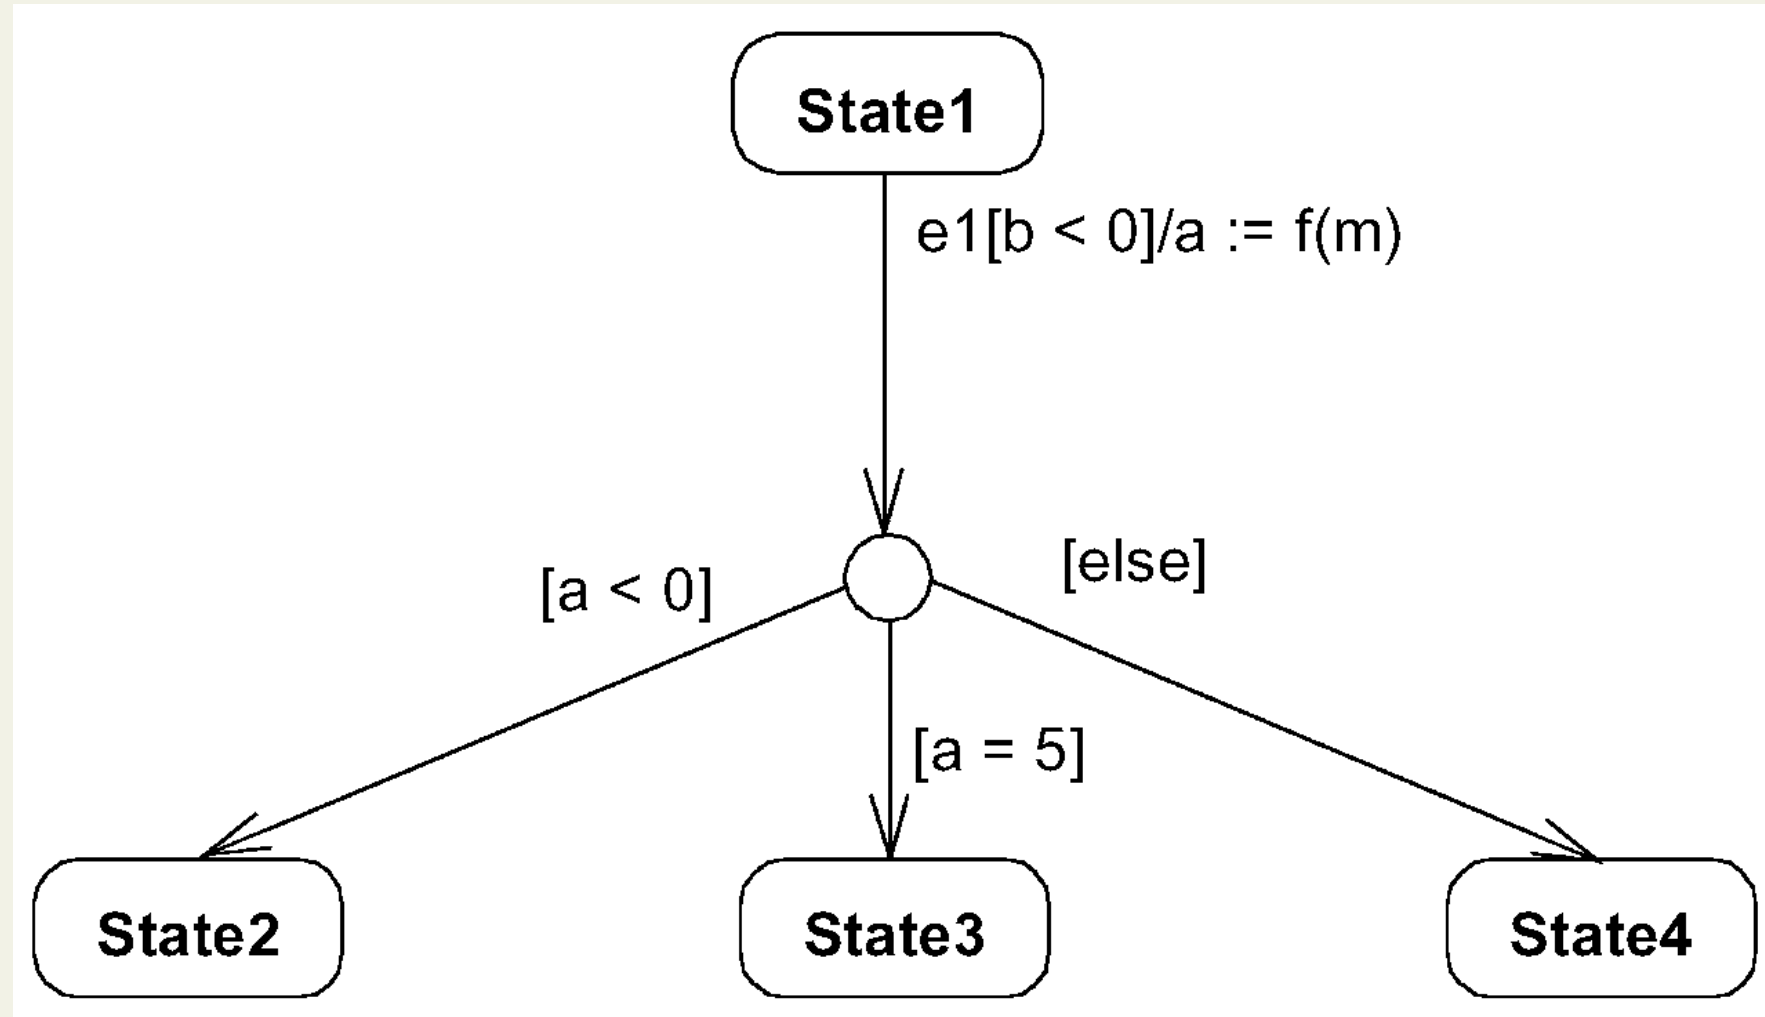 State1
e1[b < 0]/a := f(m)
[else]
[a < 0]
[a = 5]
State2
State3
State4